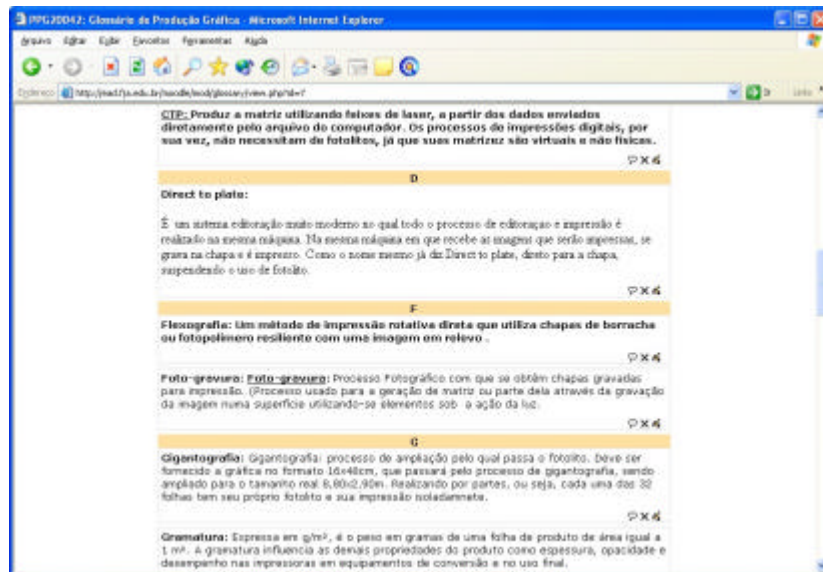 PPG20042: Glossário de Produção Gráfica - Microsoft Internet Explorer
Arquivo Editar Exibir Favoritos Ferramentas Ajuda
Endereço
CTP: Produz a matriz utilizando feixes de laser, a partir dos dados enviados
diretamente pelo arquivo do computador. Os processos de impressões digitais, por
sua vez, não necessitam de fotolitos, já que suas matrizez são virtuais e não físicas.
D
Direct to plate:
É um sistema editoração muito moderno no qual todo o processo de editoraçao e impressão é
realizado na mesma máquina. Na mesma máquina em que recebe as imagens que serão impressas, se
grava na chapa e é impresso. Como o nome mesmo já diz Direct to plate, direto para a chapa,
suspendendo o uso de fotolito.
F
Flexografia: Um método de impressão rotativa direta que utiliza chapas de borracha
ou fotopolímero resiliente com uma imagem em relevo .
Foto-gravura: Foto-gravura: Processo Fotográfico com que se obtêm chapas gravadas
para impressão. (Processo usado para a geração de matriz ou parte dela através da gravação
da imagem numa superfície utilizando-se elementos sob a ação da luz.
G
Gigantografia: Gigantografia: processo de ampliação pelo qual passa o fotolito. Deve ser
fornecido a gráfica no formato 16x48cm, que passará pelo processo de gigantografia, sendo
ampliado para o tamanho real 8,80x2,90m. Realizando por partes, ou seja, cada uma das 32
folhas tem seu próprio fotolito e sua impressão isoladamnete.
Gramatura: Expressa em g/m², é o peso em gramas de uma folha de produto de área igual a
1 m². A gramatura influencia as demais propriedades do produto como espessura, opacidade e
desempenho nas impressoras em equipamentos de conversão e no uso final.